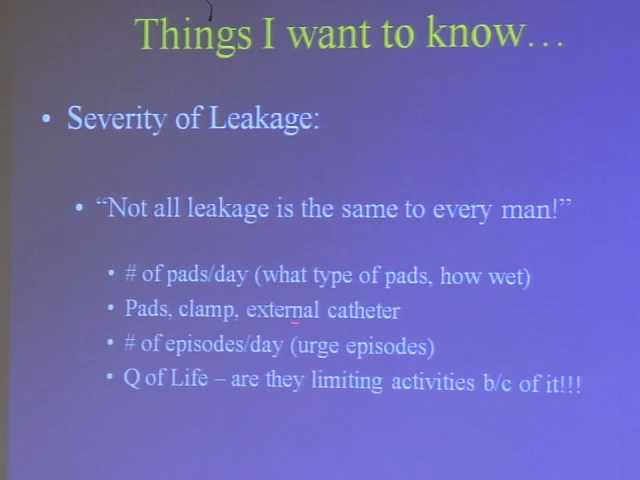 Things I want to know…
• Severity of Leakage:
• “Not all leakage is the same to every man!”
• # of pads/day (what type of pads, how wet)
• Pads, clamp, external catheter
• # of episodes/day (urge episodes)
• Q of Life – are they limiting activities b/c of it!!!